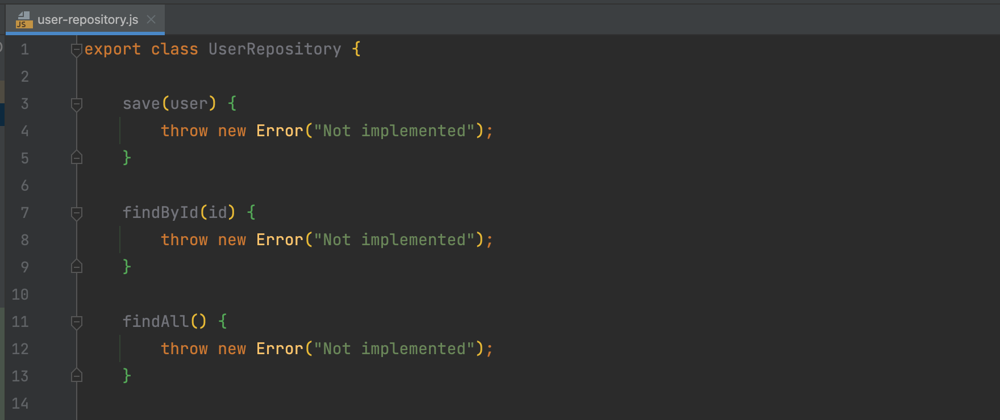 user-repository.js
1 export class UserRepository {
2
3 save(user) {
4 throw new Error("Not implemented");
5 }
6
7 findById(id) {
8 throw new Error("Not implemented");
9 }
10
11 findAll() {
12 throw new Error("Not implemented");
13 }
14